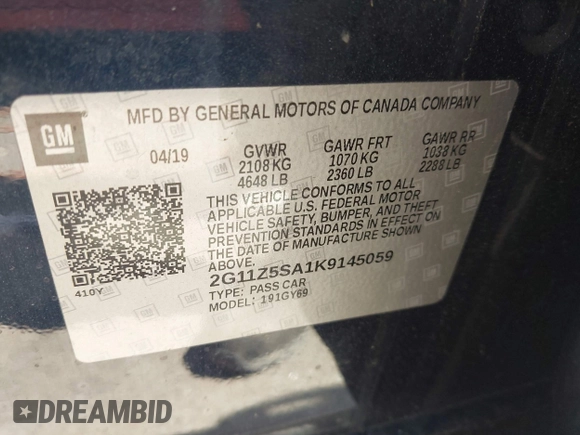 GM
MFD BY GENERAL MOTORS OF CANADA COMPANY
04/19
GVWR
2108 KG
4648 LB
GAWR FRT
1070 KG
2360 LB
GAWR RR
1038 KG
2288 LB
THIS VEHICLE CONFORMS TO ALL
APPLICABLE U.S. FEDERAL MOTOR
VEHICLE SAFETY, BUMPER, AND THEFT
PREVENTION STANDARDS IN EFFECT ON
THE DATE OF MANUFACTURE SHOWN
ABOVE.
410Y
2G11Z5SA1K9145059
TYPE: PASS CAR
MODEL: 191GY69
DREAMBID